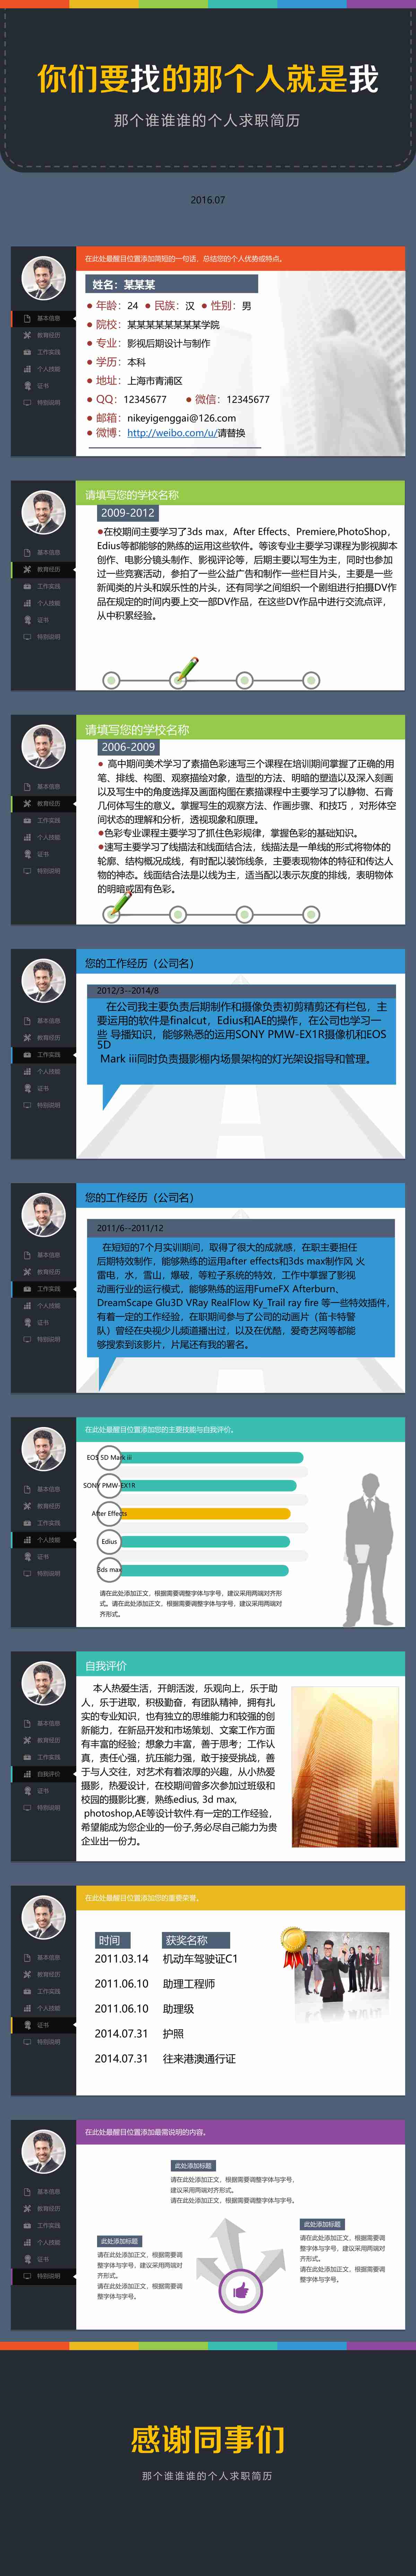 你们要找的那个人就是我
那个谁谁谁的个人求职简历
2016.07
在此处最醒目位置添加简短的一句话，总结您的个人优势或特点。
姓名：某某某
年龄：24 民族：汉 性别：男
院校：某某某某某某某某学院
专业：影视后期设计与制作
学历：本科
地址：上海市青浦区
QQ：12345677 微信：12345677
邮箱：nikeyigenggai@126.com
微博：http://weibo.com/u/请替换
基本信息
教育经历
工作实践
个人技能
证书
特别说明
请填写您的学校名称
2009-2012
在校期间主要学习了3ds max，After Effects、Premiere,PhotoShop，
Edius等都能够的熟练的运用这些软件。等该专业主要学习课程为影视脚本
创作、电影分镜头制作、影视评论等，后期主要以写生为主，同时也参加
过一些竞赛活动，参拍了一些公益广告和制作一些栏目片头，主要是一些
新闻类的片头和娱乐性的片头，还有同学之间组织一个剧组进行拍摄DV作
品在规定的时间内要上交一部DV作品，在这些DV作品中进行交流点评，
从中积累经验。
基本信息
教育经历
工作实践
个人技能
证书
特别说明
请填写您的学校名称
2006-2009
高中期间美术学习了素描色彩速写三个课程在培训期间掌握了正确的用
笔、排线、构图、观察描绘对象，造型的方法、明暗的塑造以及深入刻画
以及写生中的角度选择及画面构图在素描课程中主要学习了以静物、石膏
几何体写生的意义。掌握写生的观察方法、作画步骤、和技巧 ，对形体空
间状态的理解和分析，透视现象和原理。
色彩专业课程主要学习了抓住色彩规律，掌握色彩的基础知识。
速写主要学习了线描法和线面结合法，线描法是一单线的形式将物体的
轮廓、结构概况成线，有时配以装饰线条，主要表现物体的特征和传达人
物的神态。线面结合法是以线为主，适当配以表示灰度的排线，表明物体
的明暗或固有色彩。
基本信息
教育经历
工作实践
个人技能
证书
特别说明
您的工作经历（公司名）
2012/3--2014/8
在公司我主要负责后期制作和摄像负责初剪精剪还有栏包，主
要运用的软件是finalcut，Edius和AE的操作，在公司也学习一
些 导播知识，能够熟悉的运用SONY PMW-EX1R摄像机和EOS
5D
Mark iii同时负责摄影棚内场景架构的灯光架设指导和管理。
基本信息
教育经历
工作实践
个人技能
证书
特别说明
您的工作经历（公司名）
2011/6--2011/12
在短短的7个月实训期间，取得了很大的成就感，在职主要担任
后期特效制作，能够熟练的运用after effects和3ds max制作风 火
雷电，水，雪山，爆破，等粒子系统的特效，工作中掌握了影视
动画行业的运行模式，能够熟练的运用FumeFX Afterburn、
DreamScape Glu3D VRay RealFlow Ky_Trail ray fire 等一些特效插件，
有着一定的工作经验，在职期间参与了公司的动画片（笛卡特警
队）曾经在央视少儿频道播出过，以及在优酷，爱奇艺网等都能
够搜索到该影片，片尾还有我的署名。
基本信息
教育经历
工作实践
个人技能
证书
特别说明
在此处最醒目位置添加您的主要技能与自我评价。
EOS 5D Mark iii
SONY PMW-EX1R
After Effects
Edius
3ds max
请在此处添加正文，根据需要调整字体与字号，建议采用两端对齐形
式。请在此处添加正文，根据需要调整字体与字号，建议采用两端对
齐形式。
基本信息
教育经历
工作实践
个人技能
证书
特别说明
自我评价
本人热爱生活，开朗活泼，乐观向上，乐于助
人，乐于进取，积极勤奋，有团队精神，拥有扎
实的专业知识，也有独立的思维能力和较强的创
新能力，在新品开发和市场策划、文案工作方面
有丰富的经验；想象力丰富，善于思考；工作认
真，责任心强，抗压能力强，敢于接受挑战，善
于与人交往，对艺术有着浓厚的兴趣，从小热爱
摄影，热爱设计，在校期间曾多次参加过班级和
校园的摄影比赛，熟练edius, 3d max,
photoshop,AE等设计软件.有一定的工作经验，
希望能成为您企业的一份子,务必尽自己能力为贵
企业出一份力。
基本信息
教育经历
工作实践
自我评价
证书
特别说明
在此处最醒目位置添加您的重要荣誉。
时间 获奖名称
2011.03.14 机动车驾驶证C1
2011.06.10 助理工程师
2011.06.10 助理级
2014.07.31 护照
2014.07.31 往来港澳通行证
基本信息
教育经历
工作实践
个人技能
证书
特别说明
在此处最醒目位置添加最需说明的内容。
此处添加标题
请在此处添加正文，根据需要调整字体与字号，
建议采用两端对齐形式。
请在此处添加正文，根据需要调整字体与字号。
此处添加标题
请在此处添加正文，根据需要调
整字体与字号，建议采用两端对
齐形式。
请在此处添加正文，根据需要调
整字体与字号。
此处添加标题
请在此处添加正文，根据需要调
整字体与字号，建议采用两端对
齐形式。
请在此处添加正文，根据需要调
整字体与字号。
基本信息
教育经历
工作实践
个人技能
证书
特别说明
感谢同事们
那个谁谁谁的个人求职简历